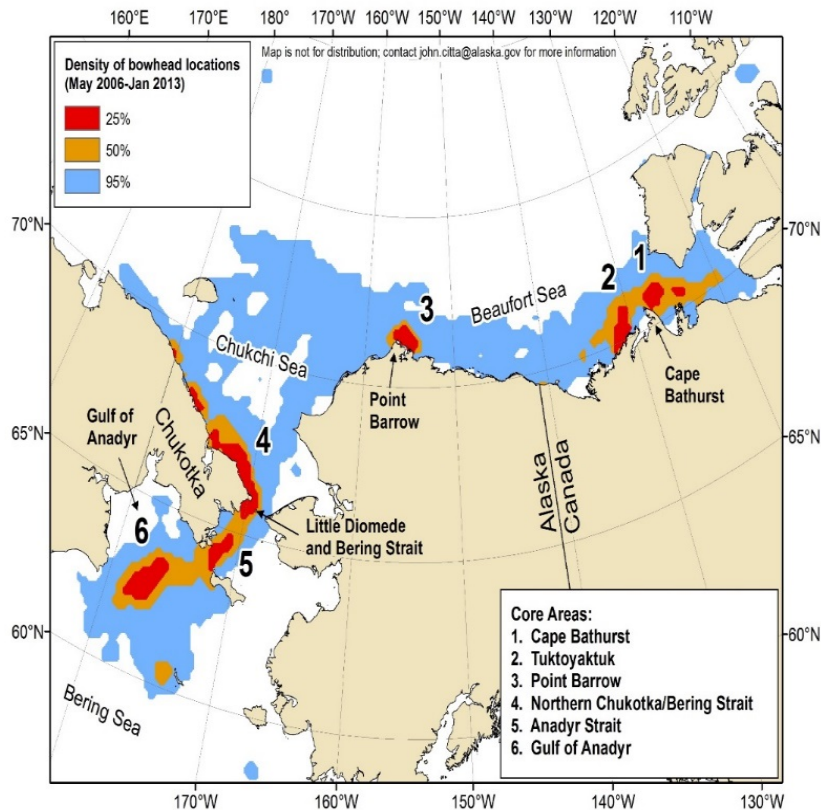 160°E 170°E 180° 170°W 160°W 150°W 140°W 130°W 120°W 110°W
Map is not for distribution; contact john.citta@alaska.gov for more information
Density of bowhead locations
(May 2006-Jan 2013)
25%
50%
95%
70°N
70°N
1
2
3
Beaufort Sea
Chukchi Sea
Point
Barrow
Cape
Bathurst
Gulf of
Anadyr
Chukotka
4
65°N
65°N
Alaska
Canada
Little Diomede
and Bering Strait
6
5
60°N
60°N
Bering Sea
Core Areas:
1. Cape Bathurst
2. Tuktoyaktuk
3. Point Barrow
4. Northern Chukotka/Bering Strait
5. Anadyr Strait
6. Gulf of Anadyr
170°W 160°W 150°W 140°W 130°W